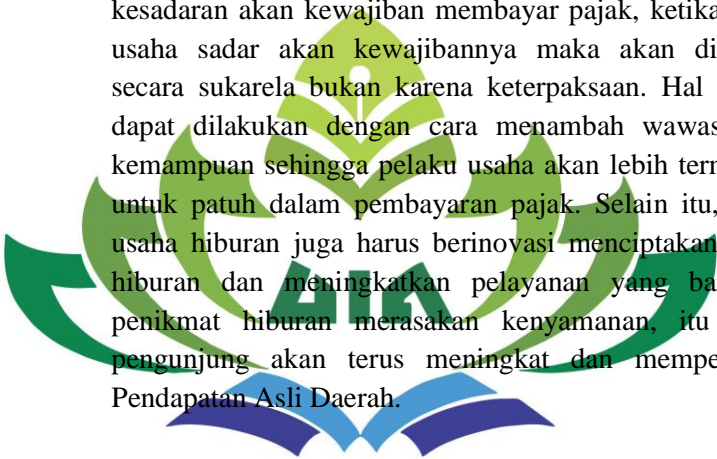 kesadaran akan kewajiban membayar pajak, ketika
usaha sadar akan kewajibannya maka akan di
secara sukarela bukan karena keterpaksaan. Hal
dapat dilakukan dengan cara menambah wawas
kemampuan sehingga pelaku usaha akan lebih term
untuk patuh dalam pembayaran pajak. Selain itu,
usaha hiburan juga harus berinovasi menciptakan
hiburan dan meningkatkan pelayanan yang ba
penikmat hiburan merasakan kenyamanan, itu
pengunjung akan terus meningkat dan mempe
Pendapatan Asli Daerah.